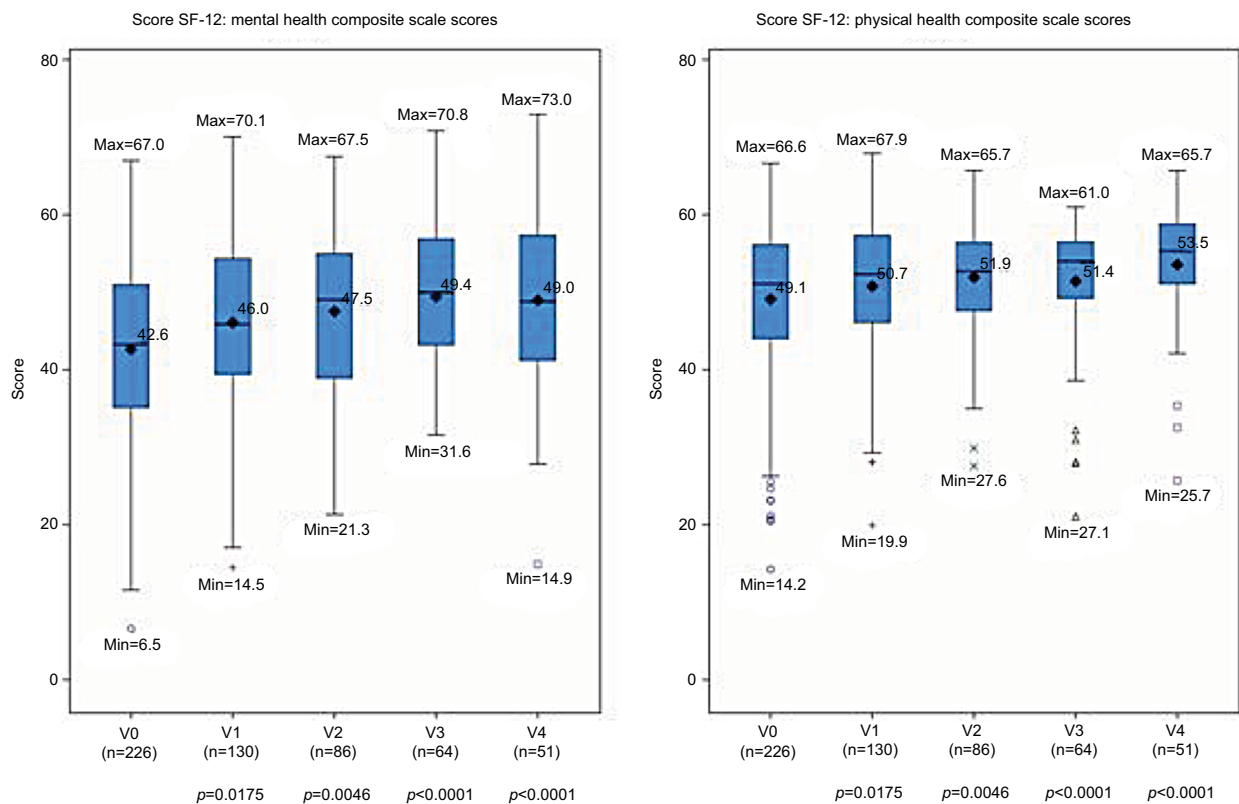 Score SF-12: mental health composite scale scores
80
60
40
20
0
Score
Max=67.0
Max=70.1
Max=67.5
Max=70.8
Max=73.0
42.6
46.0
47.5
49.4
49.0
Min=6.5
Min=14.5
Min=21.3
Min=31.6
Min=14.9
V0 V1 V2 V3 V4
(n=226) (n=130) (n=86) (n=64) (n=51)
p=0.0175 p=0.0046 p<0.0001 p<0.0001
Score SF-12: physical health composite scale scores
80
60
40
20
0
Score
Max=66.6
Max=67.9
Max=65.7
Max=61.0
Max=65.7
49.1
50.7
51.9
51.4
53.5
Min=14.2
Min=19.9
Min=27.6
Min=27.1
Min=25.7
V0 V1 V2 V3 V4
(n=226) (n=130) (n=86) (n=64) (n=51)
p=0.0175 p=0.0046 p<0.0001 p<0.0001